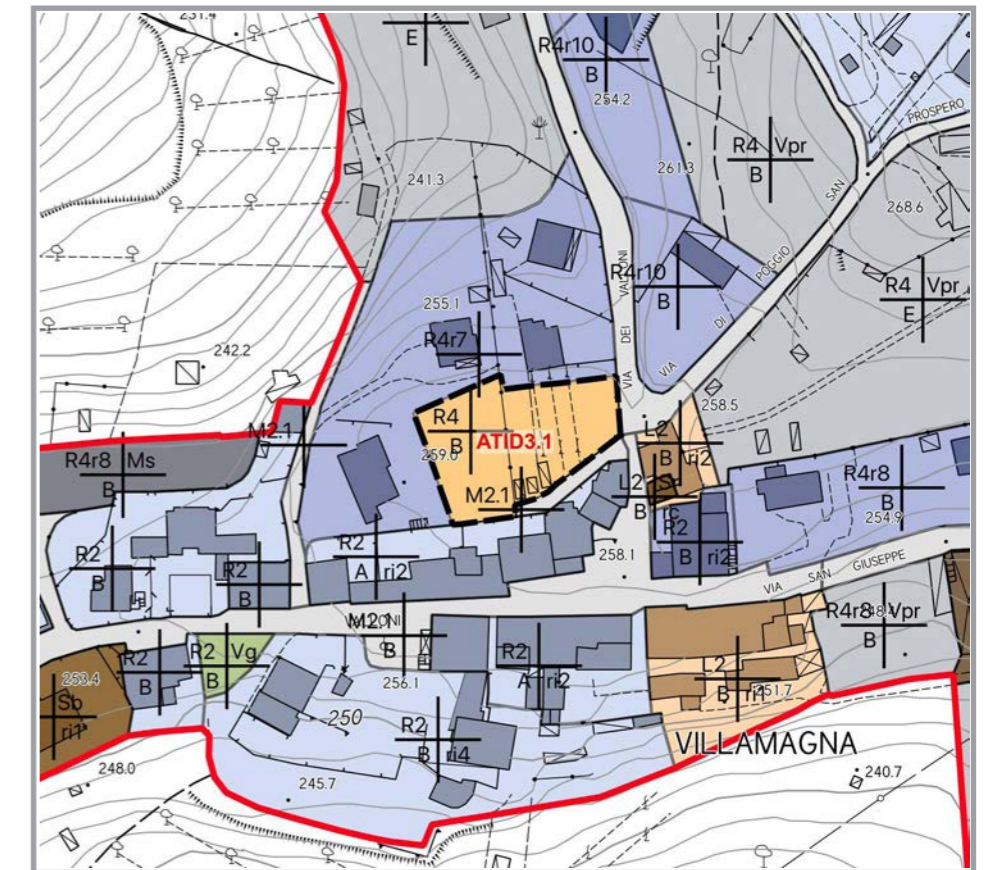 231.4
E
R4r10
B
254.2
PROSPERO
R4 Vpr
B
261.3
241.3
SAN
268.6
R4r10
B
VIA DEI VALLONI
VIA DI POGGIO
R4 Vpr
E
255.1
R4r7
242.2
258.5
R4
B
ATID3.1
259.0
M2.1
L2
B ri2
R4r8 Ms
B
R4r8
B
254.9
M2.1
L2
B
R2
B ri2
258.1
R2
B
R2
A ri2
R2
B
VIA SAN GIUSEPPE
M2.1
B
R4r8 Vpr
B
R2
B
R2 Vg
B
256.1
R2
A ri2
L2
B
251.7
253.4
Sb
ri1
250
R2
B ri4
VILLAMAGNA
248.0
245.7
240.7